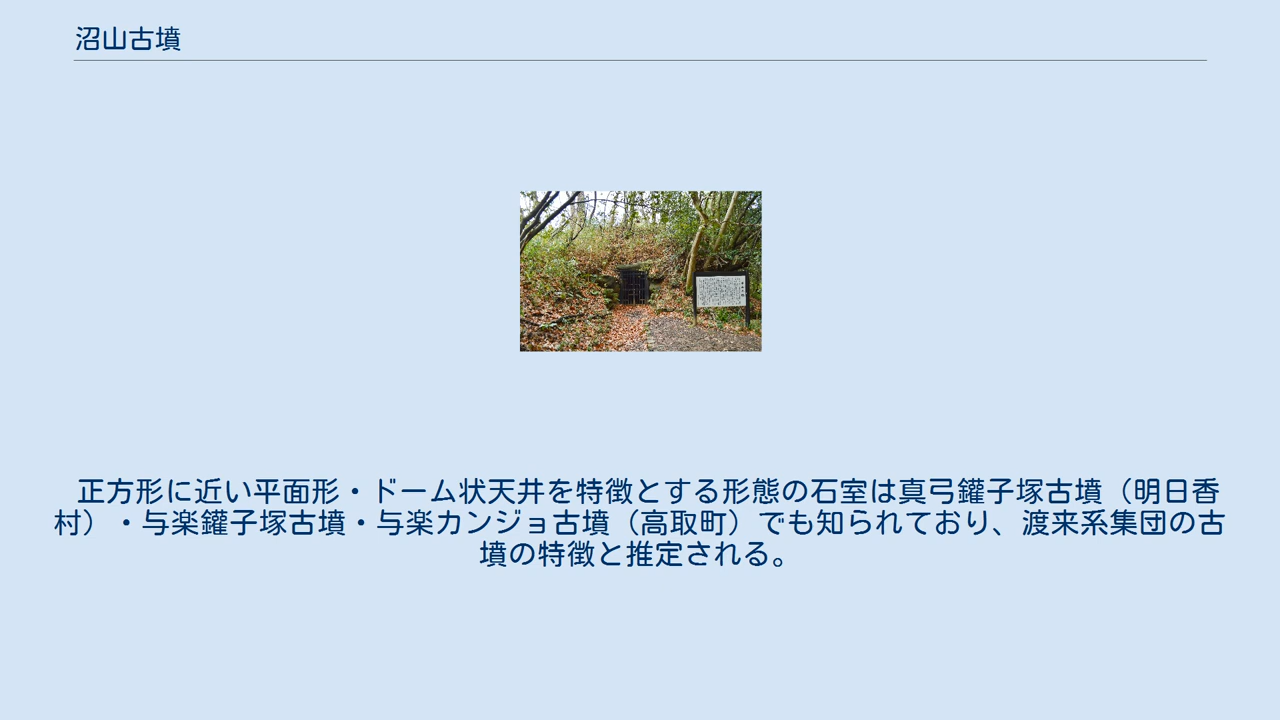 沼山古墳
正方形に近い平面形・ドーム状天井を特徴とする形態の石室は真弓鑵子塚古墳（明日香
村）・与楽鑵子塚古墳・与楽カンジョ古墳（高取町）でも知られており、渡来系集団の古
墳の特徴と推定される。